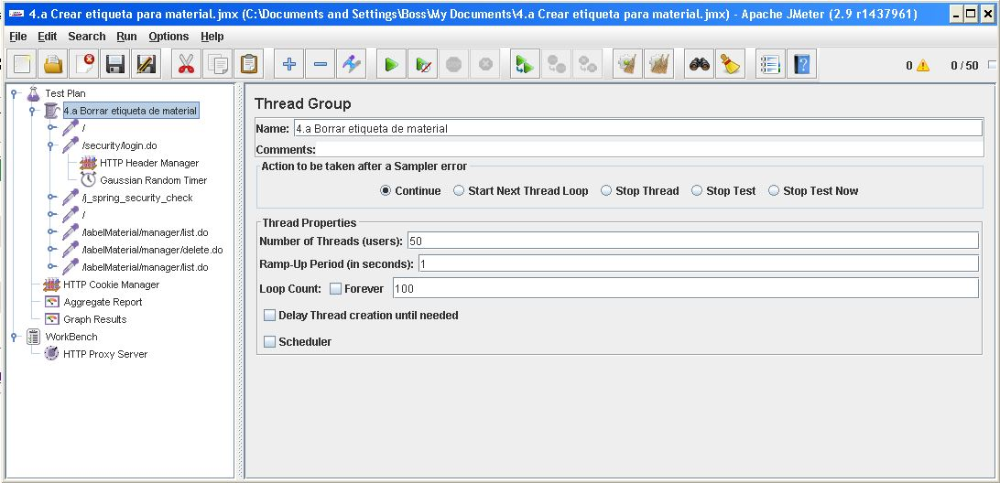 4.a Crear etiqueta para material.jmx (C:\Documents and Settings\Boss\My Documents\4.a Crear etiqueta para material.jmx) - Apache JMeter (2.9 r1437961)
File Edit Search Run Options Help
0 0 / 50
Test Plan
4.a Borrar etiqueta de material
/
/security/login.do
HTTP Header Manager
Gaussian Random Timer
/j_spring_security_check
/
/labelMaterial/manager/list.do
/labelMaterial/manager/delete.do
/labelMaterial/manager/list.do
HTTP Cookie Manager
Aggregate Report
Graph Results
WorkBench
HTTP Proxy Server
Thread Group
Name: 4.a Borrar etiqueta de material
Comments:
Action to be taken after a Sampler error
Continue Start Next Thread Loop Stop Thread Stop Test Stop Test Now
Thread Properties
Number of Threads (users): 50
Ramp-Up Period (in seconds): 1
Loop Count: Forever 100
Delay Thread creation until needed
Scheduler